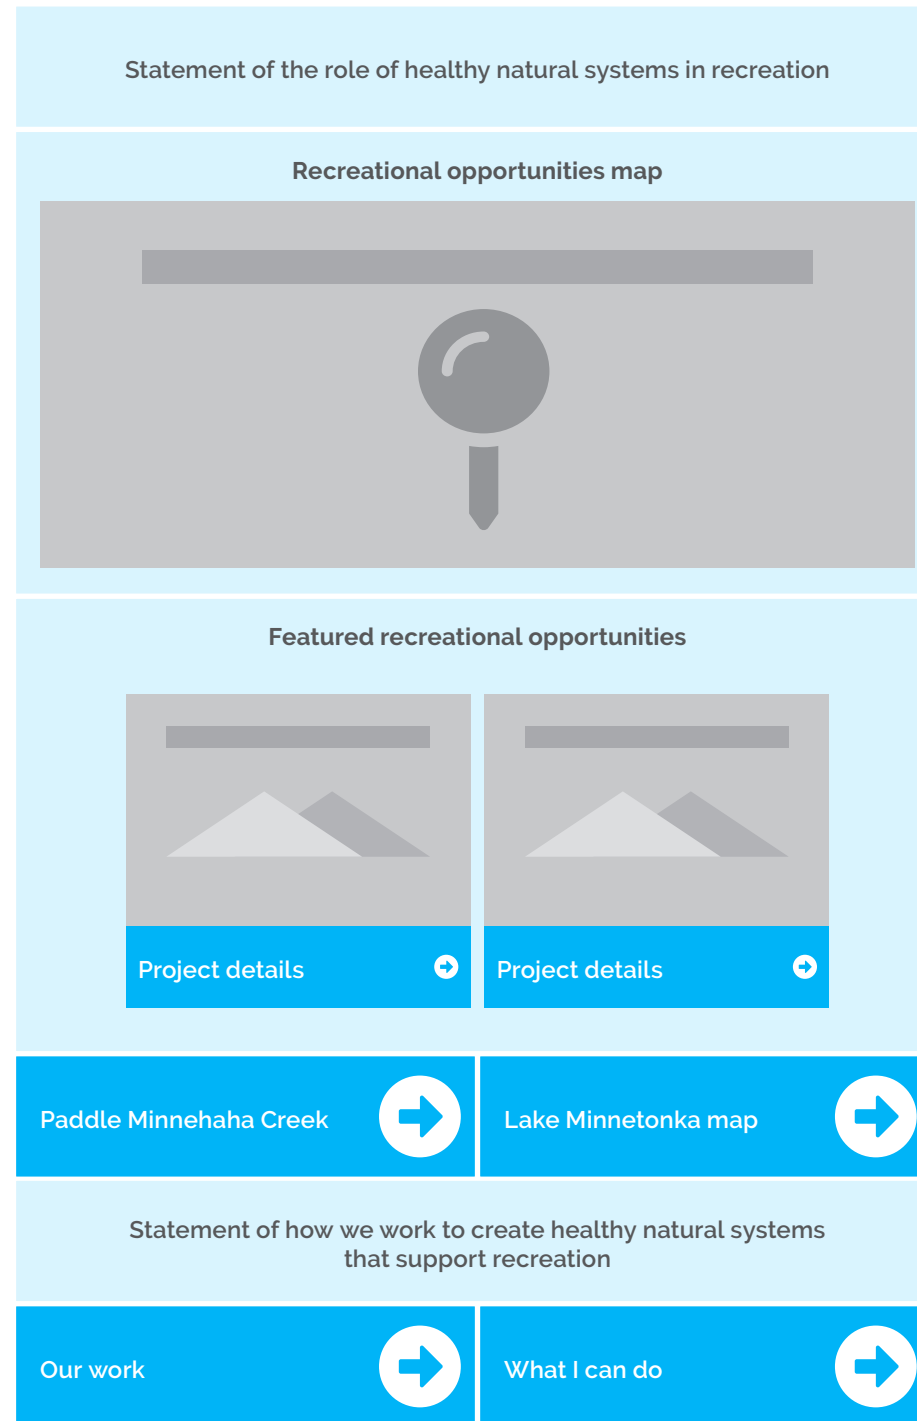 Statement of the role of healthy natural systems in recreation
Recreational opportunities map
Featured recreational opportunities
Project details
Project details
Paddle Minnehaha Creek
Lake Minnetonka map
Statement of how we work to create healthy natural systems
that support recreation
Our work
What I can do